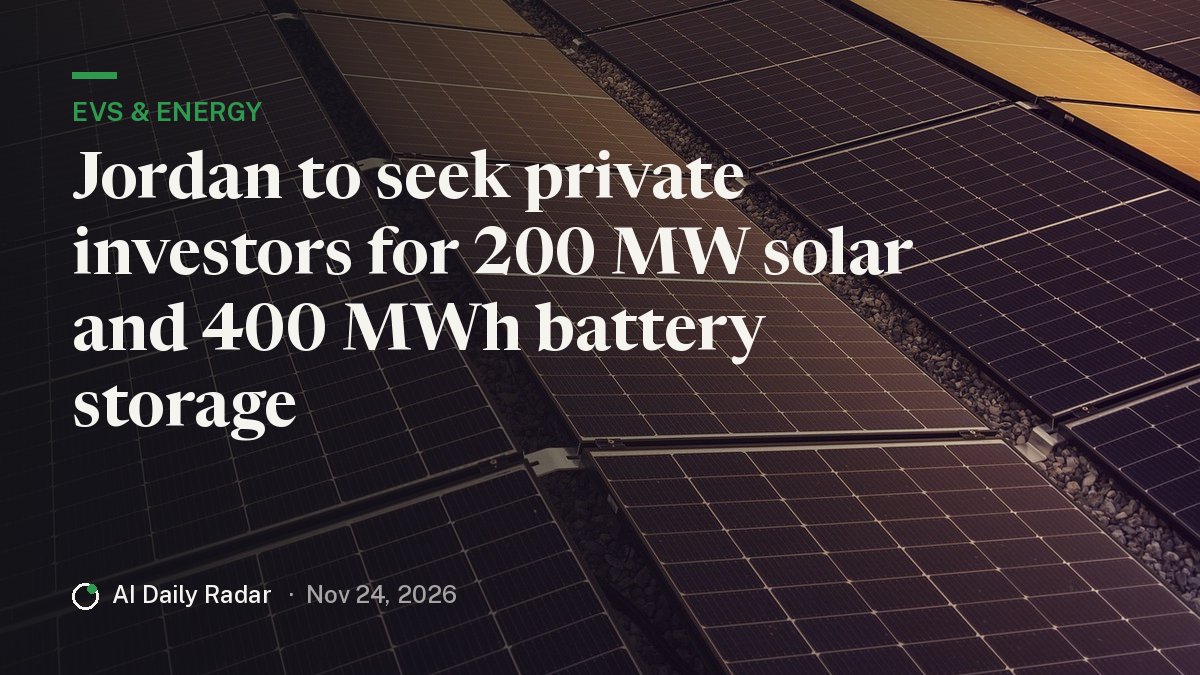 EVS & ENERGY
Jordan to seek private
investors for 200 MW solar
and 400 MWh battery
storage
AI Daily Radar · Nov 24, 2026